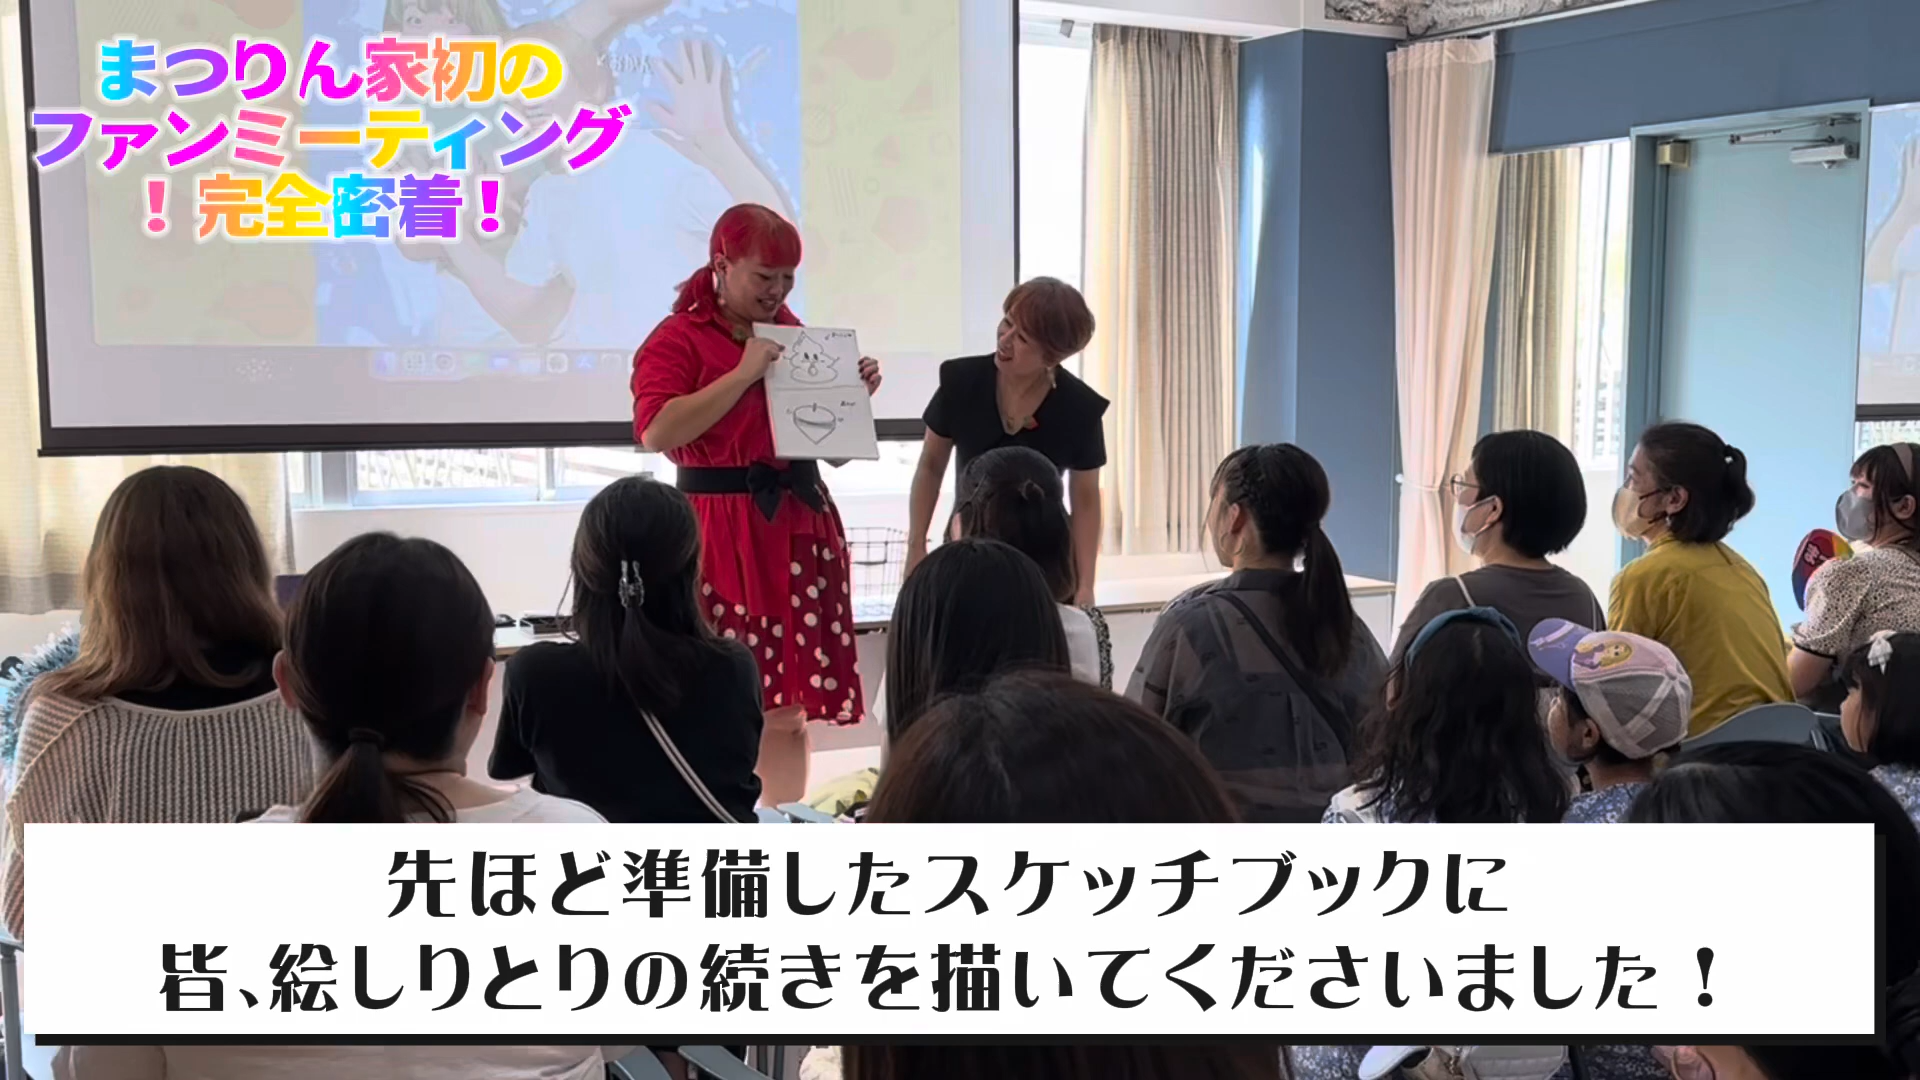 まつりん家初の
ファンミーティング
！完全密着！
先ほど準備したスケッチブックに
皆、絵しりとりの続きを描いてくださいました！